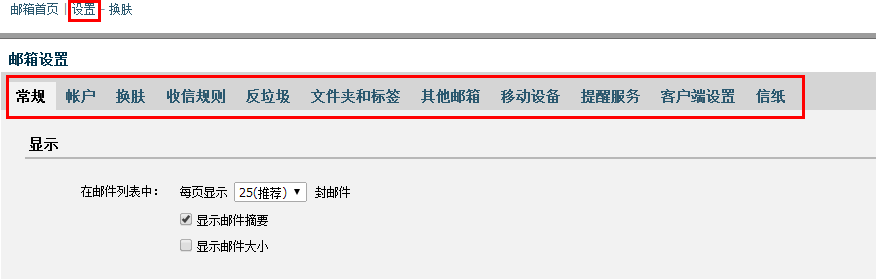 邮箱首页 | 设置 - 换肤
邮箱设置
常规 帐户 换肤 收信规则 反垃圾 文件夹和标签 其他邮箱 移动设备 提醒服务 客户端设置 信纸
显示
在邮件列表中： 每页显示 25(推荐) 封邮件
显示邮件摘要
显示邮件大小